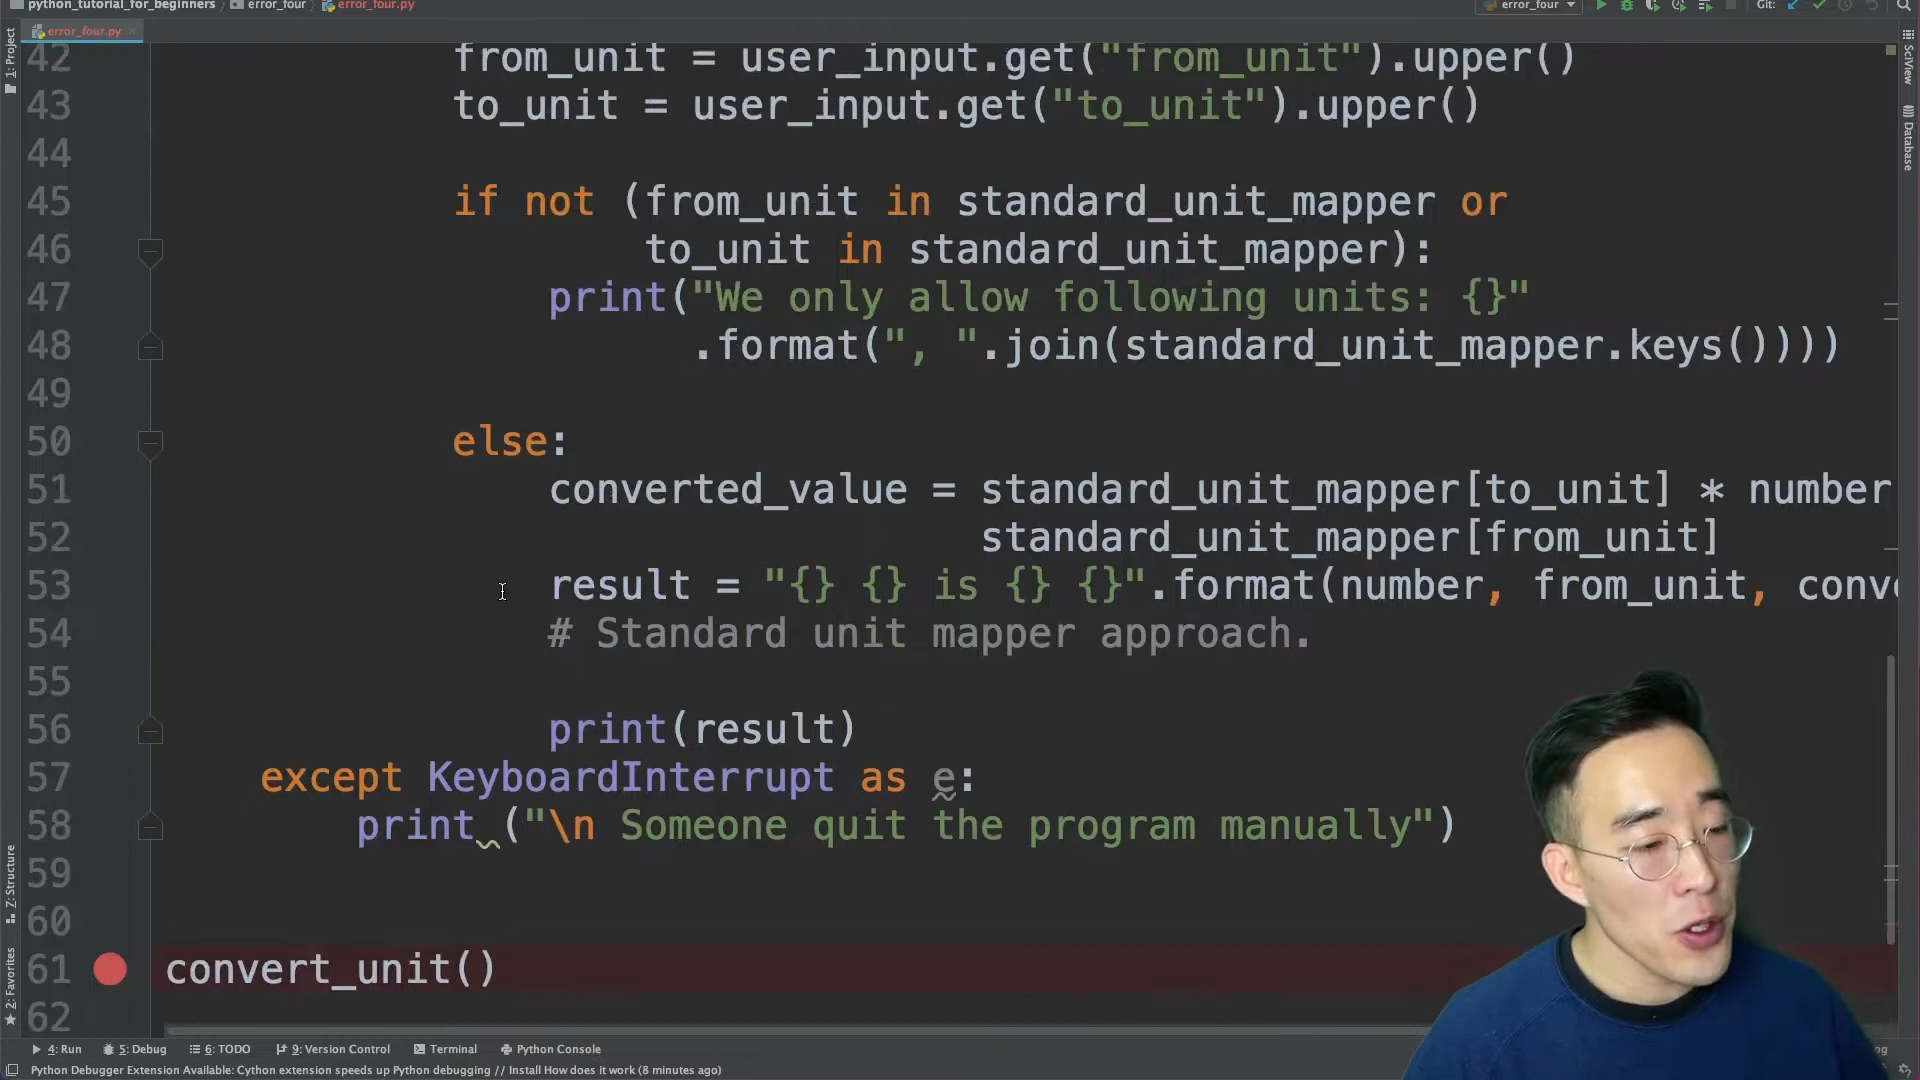 python_tutorial_for_beginners error_four error_four.py error_four Git:
error_four.py
1: Project
SciView
Database
42 from_unit = user_input.get("from_unit").upper()
43 to_unit = user_input.get("to_unit").upper()
44
45 if not (from_unit in standard_unit_mapper or
46 to_unit in standard_unit_mapper):
47 print("We only allow following units: {}"
48 .format(", ".join(standard_unit_mapper.keys())))
49
50 else:
51 converted_value = standard_unit_mapper[to_unit] * number
52 standard_unit_mapper[from_unit]
53 result = "{} {} is {} {}".format(number, from_unit, conv
54 # Standard unit mapper approach.
55
56 print(result)
57 except KeyboardInterrupt as e:
58 print ("\n Someone quit the program manually")
59
60
61 convert_unit()
62
7: Structure
2: Favorites
4: Run 5: Debug 6: TODO 9: Version Control Terminal Python Console
Python Debugger Extension Available: Cython extension speeds up Python debugging // Install How does it work (8 minutes ago)